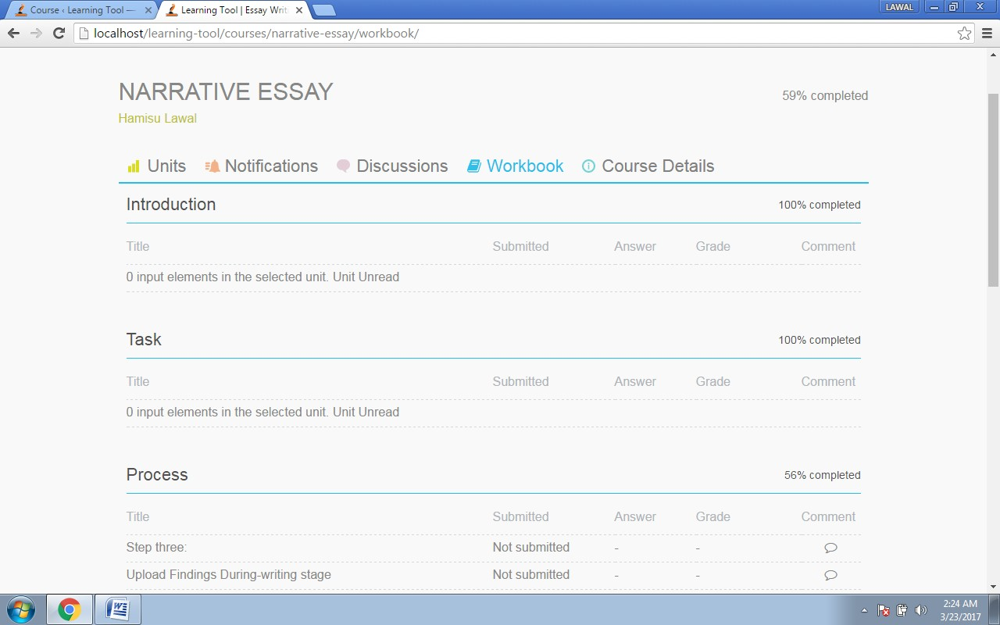 Course ‹ Learning Tool —
Learning Tool | Essay Writ
LAWAL
localhost/learning-tool/courses/narrative-essay/workbook/
NARRATIVE ESSAY
59% completed
Hamisu Lawal
Units Notifications Discussions Workbook Course Details
Introduction 100% completed
Title Submitted Answer Grade Comment
0 input elements in the selected unit. Unit Unread
Task 100% completed
Title Submitted Answer Grade Comment
0 input elements in the selected unit. Unit Unread
Process 56% completed
Title Submitted Answer Grade Comment
Step three: Not submitted - -
Upload Findings During-writing stage Not submitted - -
2:24 AM
3/23/2017